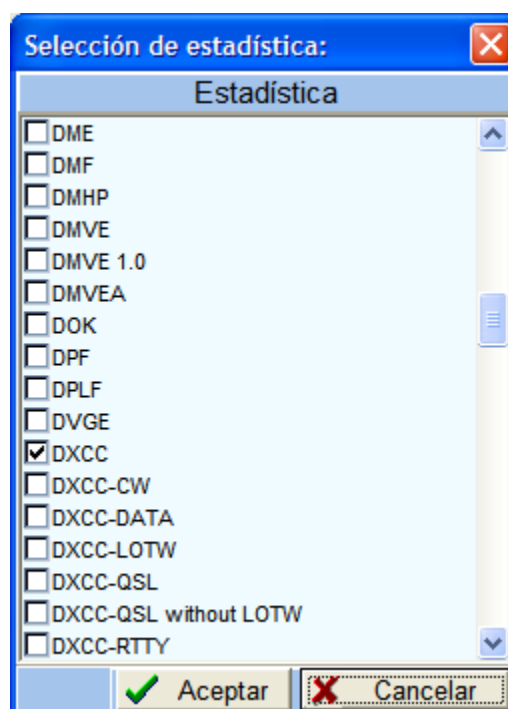 Selección de estadística:
Estadística
DME
DMF
DMHP
DMVE
DMVE 1.0
DMVEA
DOK
DPF
DPLF
DVGE
DXCC
DXCC-CW
DXCC-DATA
DXCC-LOTW
DXCC-QSL
DXCC-QSL without LOTW
DXCC-RTTY
Aceptar Cancelar